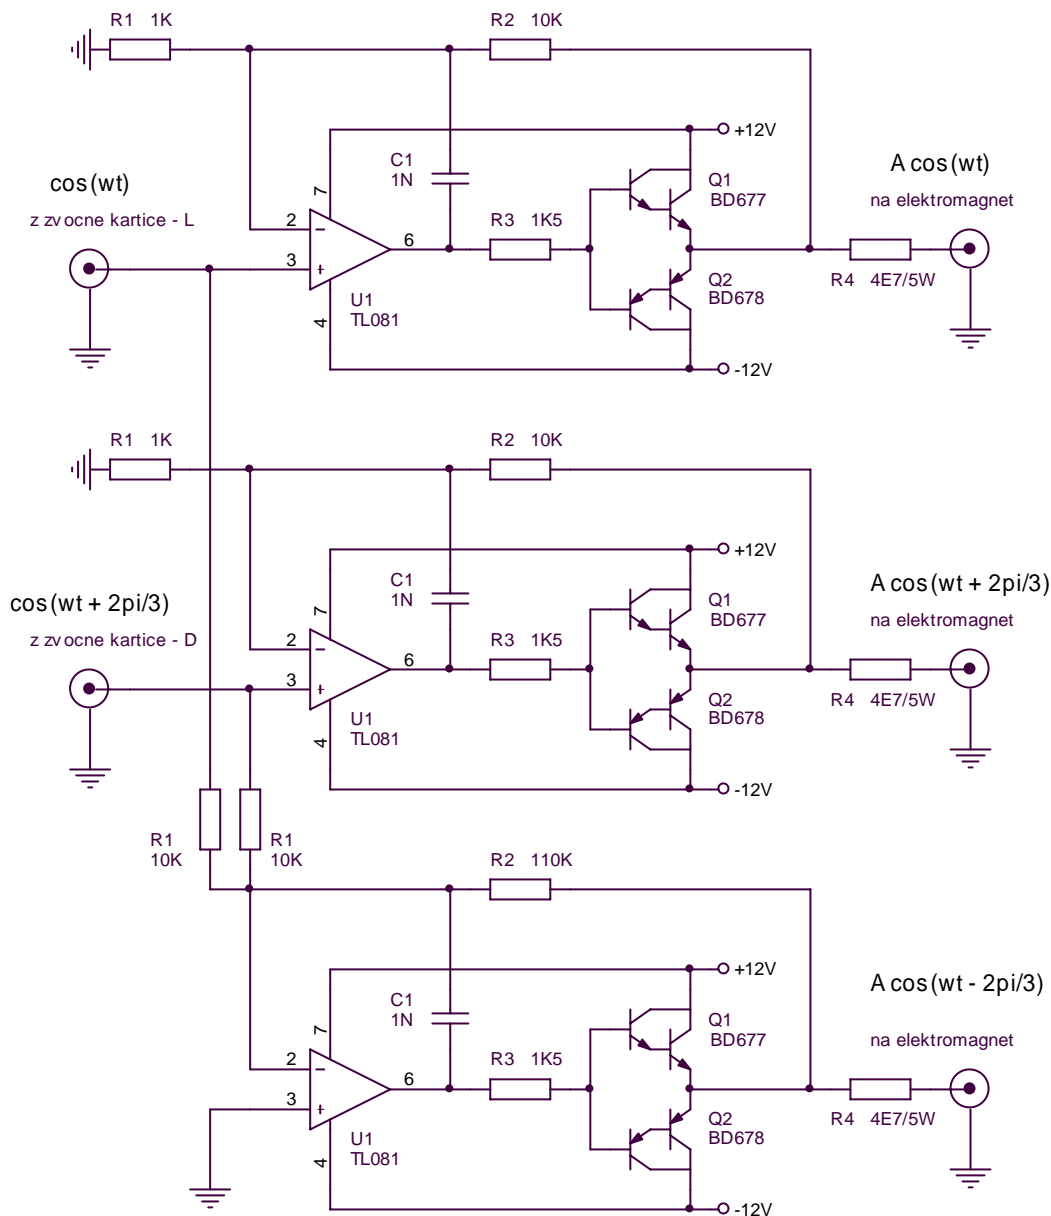 R1 1K
R2 10K
+12V
C1
1N
Q1
BD677
cos(wt)
z zvocne kartice - L
A cos(wt)
na elektromagnet
7
2
3
6
4
R3 1K5
U1
TL081
Q2
BD678
R4 4E7/5W
-12V
R1 1K
R2 10K
+12V
C1
1N
Q1
BD677
cos(wt + 2pi/3)
z zvocne kartice - D
A cos(wt + 2pi/3)
na elektromagnet
7
2
3
6
4
R3 1K5
U1
TL081
Q2
BD678
R4 4E7/5W
-12V
R1
10K
R1
10K
R2 110K
+12V
C1
1N
Q1
BD677
A cos(wt - 2pi/3)
na elektromagnet
7
2
3
6
4
R3 1K5
U1
TL081
Q2
BD678
R4 4E7/5W
-12V